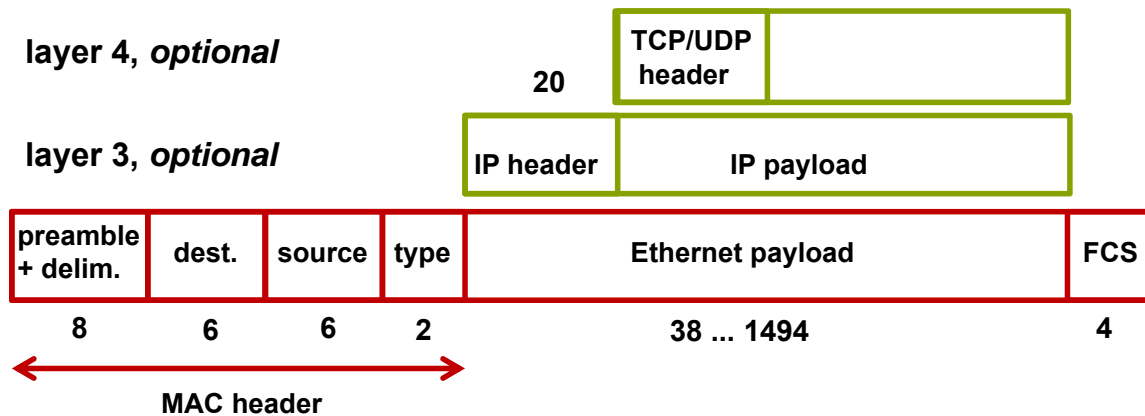 layer 4, optional
TCP/UDP
header
20
layer 3, optional
IP header
IP payload
preamble
+ delim.
dest.
source
type
Ethernet payload
FCS
8
6
6
2
38 ... 1494
4
MAC header